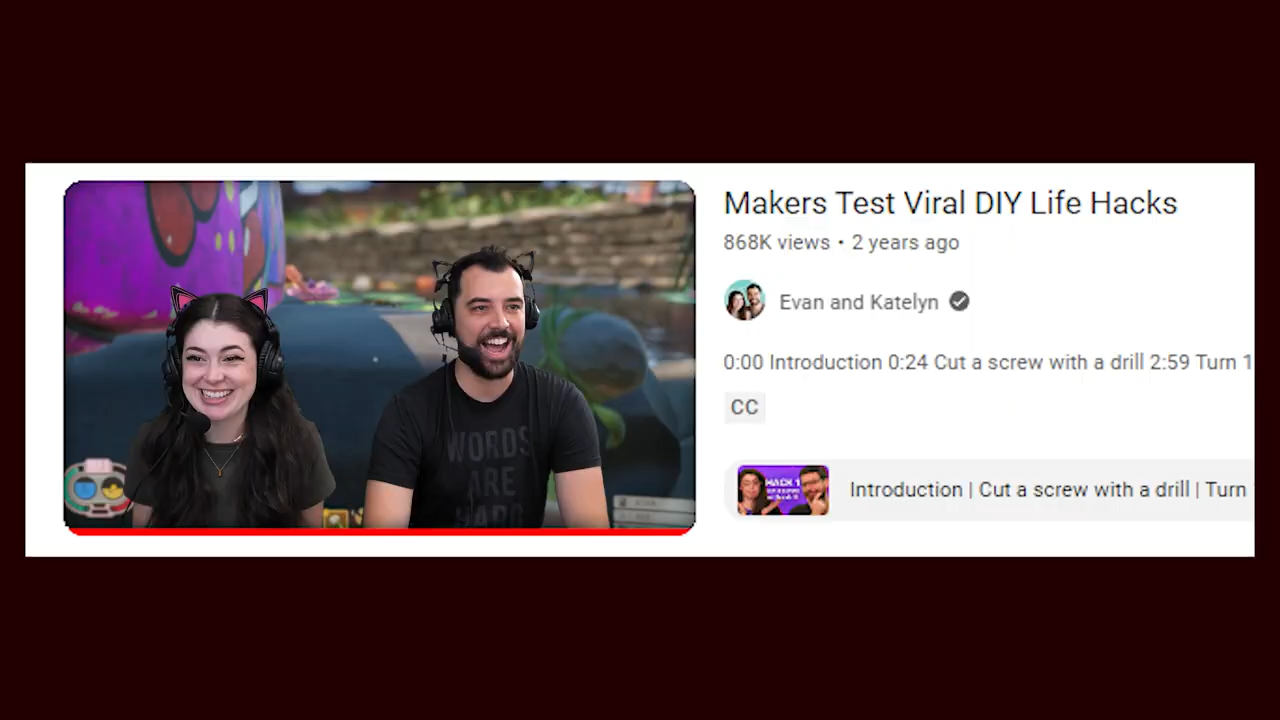 Makers Test Viral DIY Life Hacks
868K views • 2 years ago
Evan and Katelyn
0:00 Introduction 0:24 Cut a screw with a drill 2:59 Turn 1
CC
Introduction | Cut a screw with a drill | Turn
HACK 1
WORDS
ARE
HARD